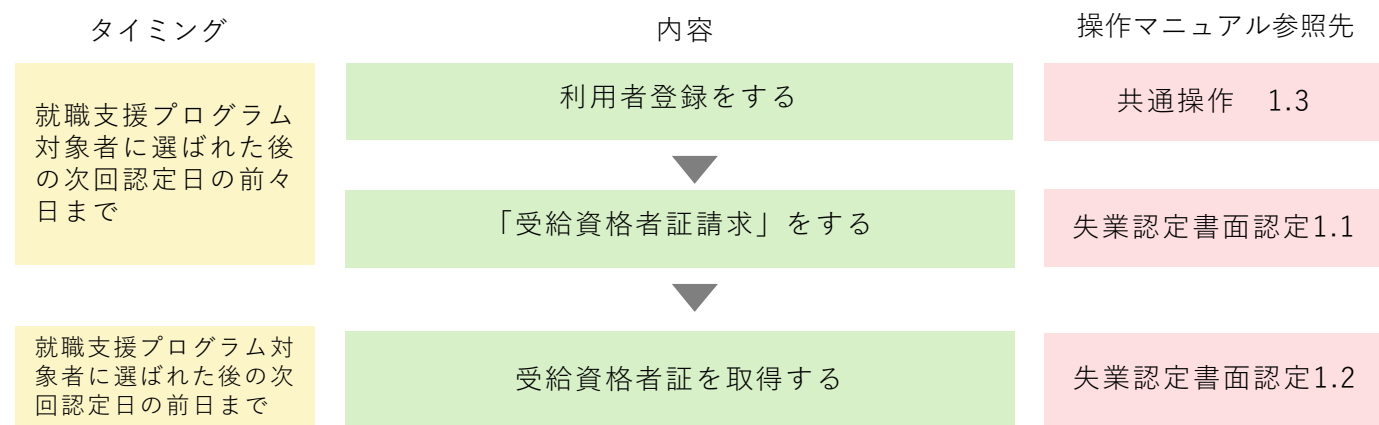 タイミング
内容
操作マニュアル参照先
就職支援プログラム
対象者に選ばれた後
の次回認定日の前々
日まで
利用者登録をする
共通操作　1.3
「受給資格者証請求」をする
失業認定書面認定1.1
就職支援プログラム対
象者に選ばれた後の次
回認定日の前日まで
受給資格者証を取得する
失業認定書面認定1.2